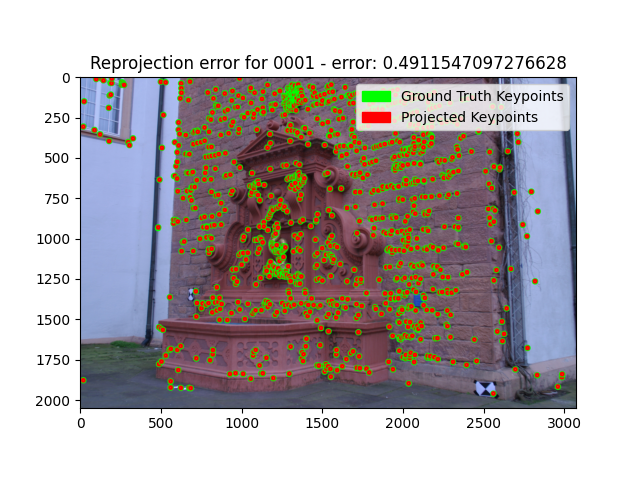 Reprojection error for 0001 - error: 0.4911547097276628
Ground Truth Keypoints
Projected Keypoints
0
250
500
750
1000
1250
1500
1750
2000
0 500 1000 1500 2000 2500 3000